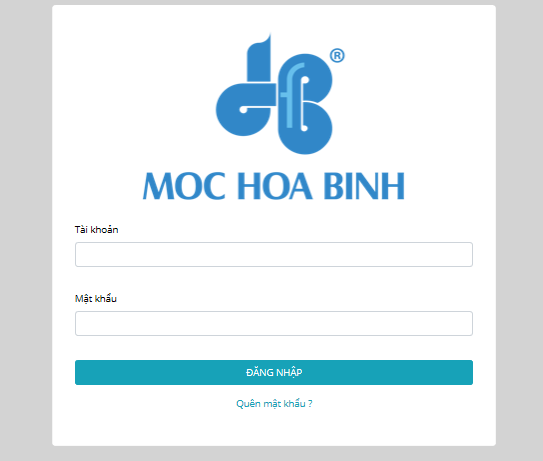 ®
MOC HOA BINH
Tài khoản
Mật khẩu
ĐĂNG NHẬP
Quên mật khẩu ?